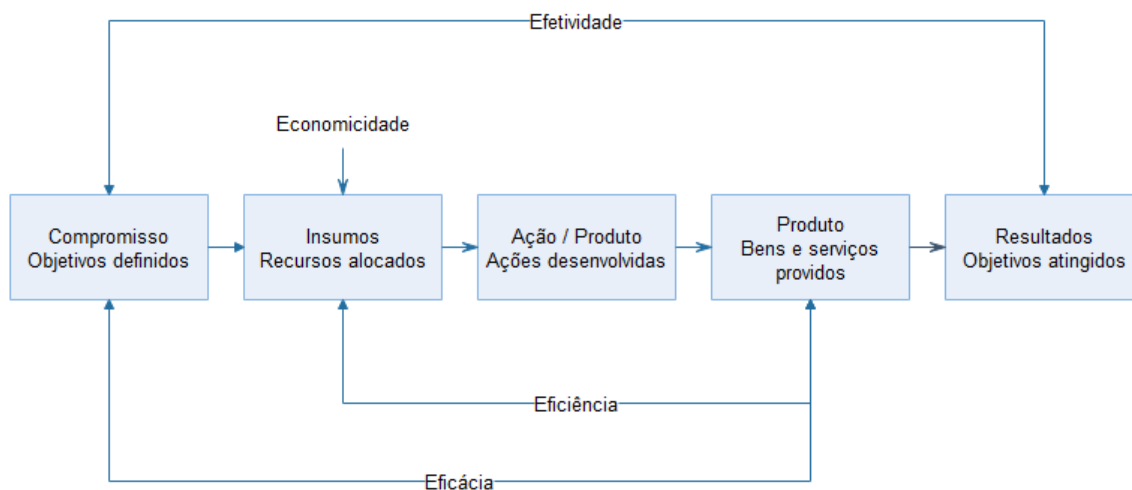 Efetividade
Economicidade
Compromisso
Objetivos definidos
Insumos
Recursos alocados
Ação / Produto
Ações desenvolvidas
Produto
Bens e serviços
providos
Resultados
Objetivos atingidos
Eficiência
Eficácia